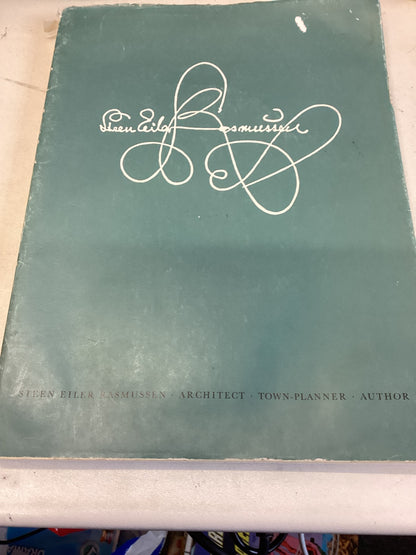 Steen Eiler Rasmussen
STEEN EILER RASMUSSEN · ARCHITECT · TOWN-PLANNER · AUTHOR